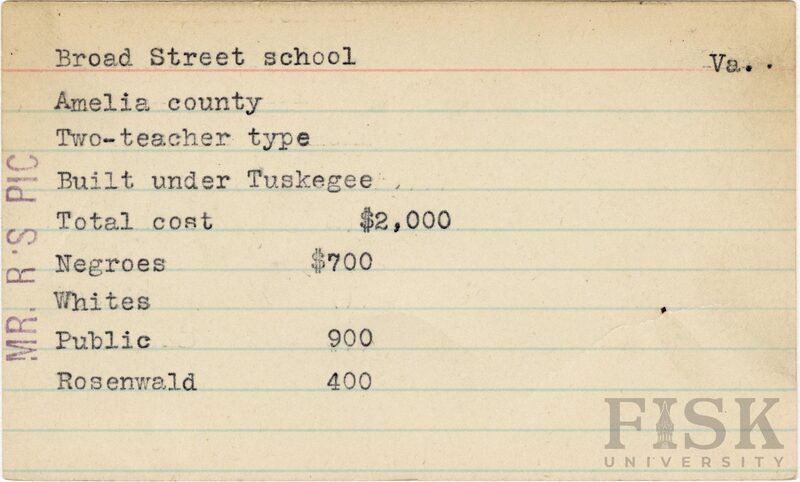 Broad Street school Va..
Amelia county
Two-teacher type
Built under Tuskegee
Total cost $2,000
Negroes $700
Whites
Public 900
Rosenwald 400
MR. R'S PIC
FISK
UNIVERSITY